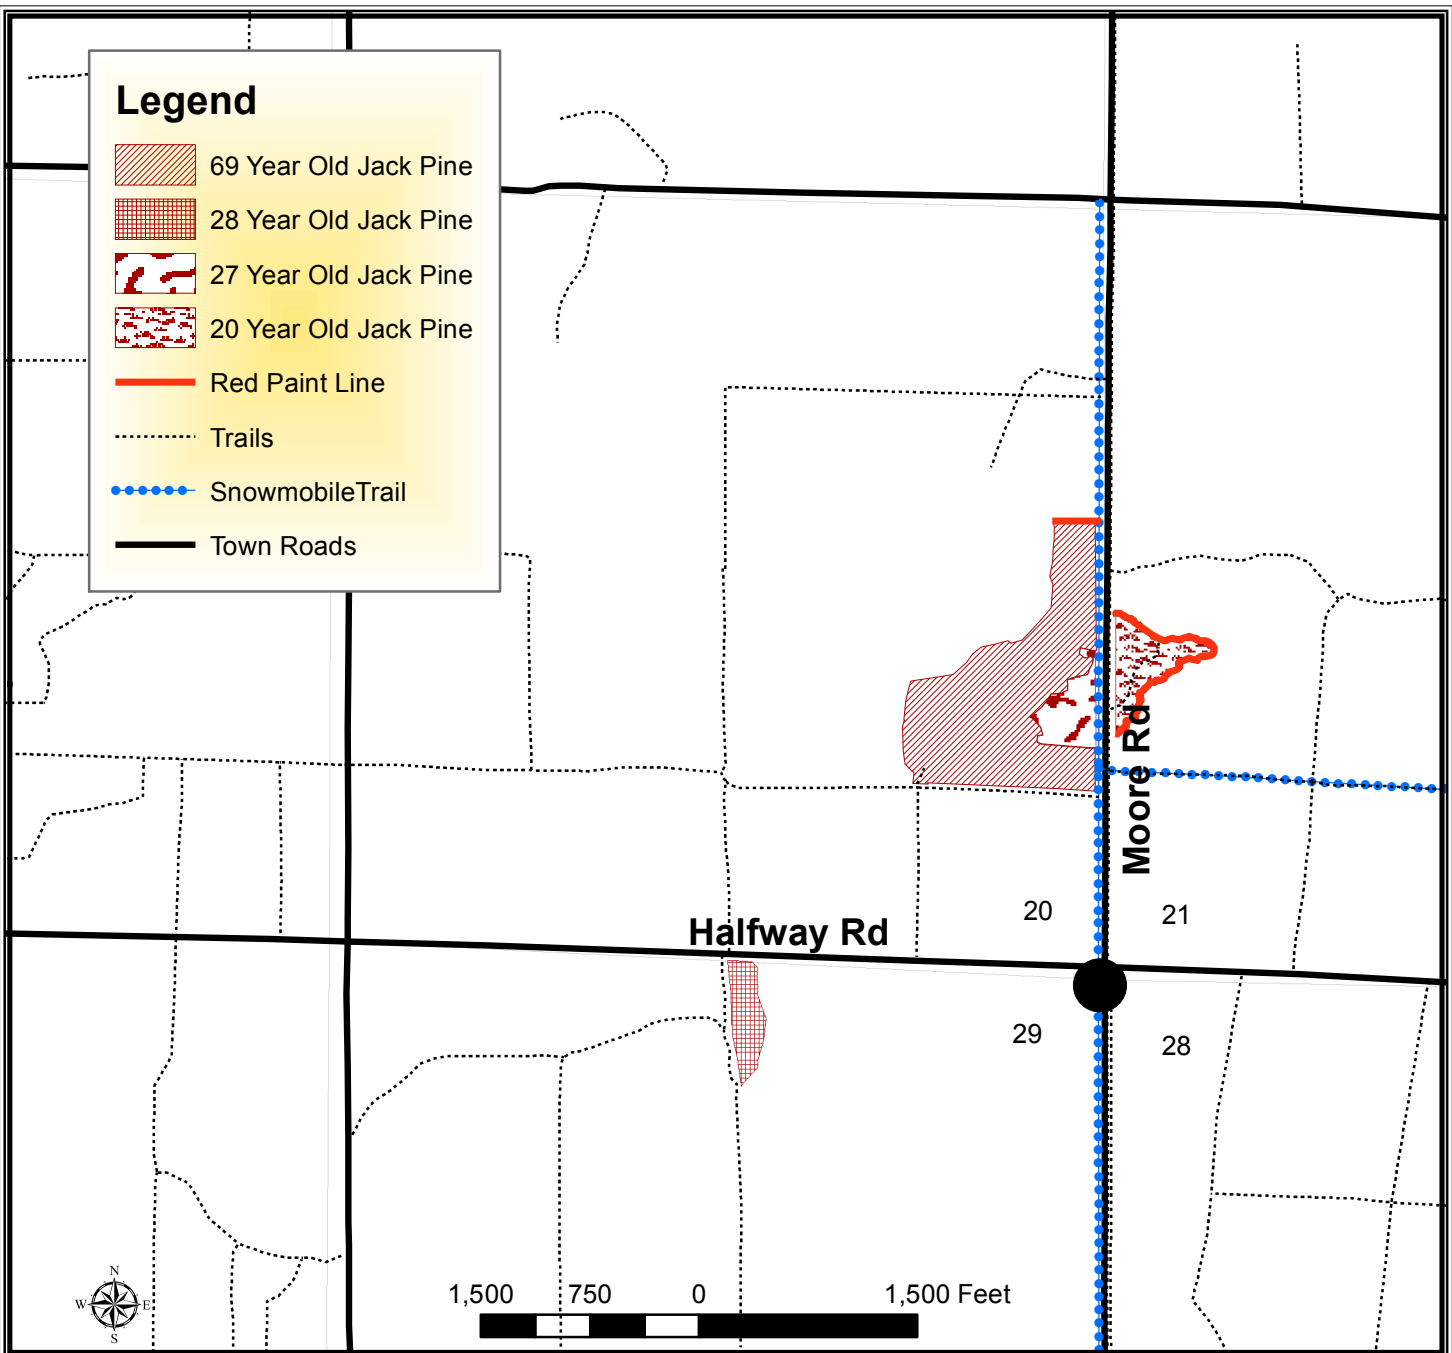 Legend
69 Year Old Jack Pine
28 Year Old Jack Pine
27 Year Old Jack Pine
20 Year Old Jack Pine
Red Paint Line
Trails
SnowmobileTrail
Town Roads
Moore Rd
20
21
Halfway Rd
29
28
N
W E
S
1,500 750 0 1,500 Feet